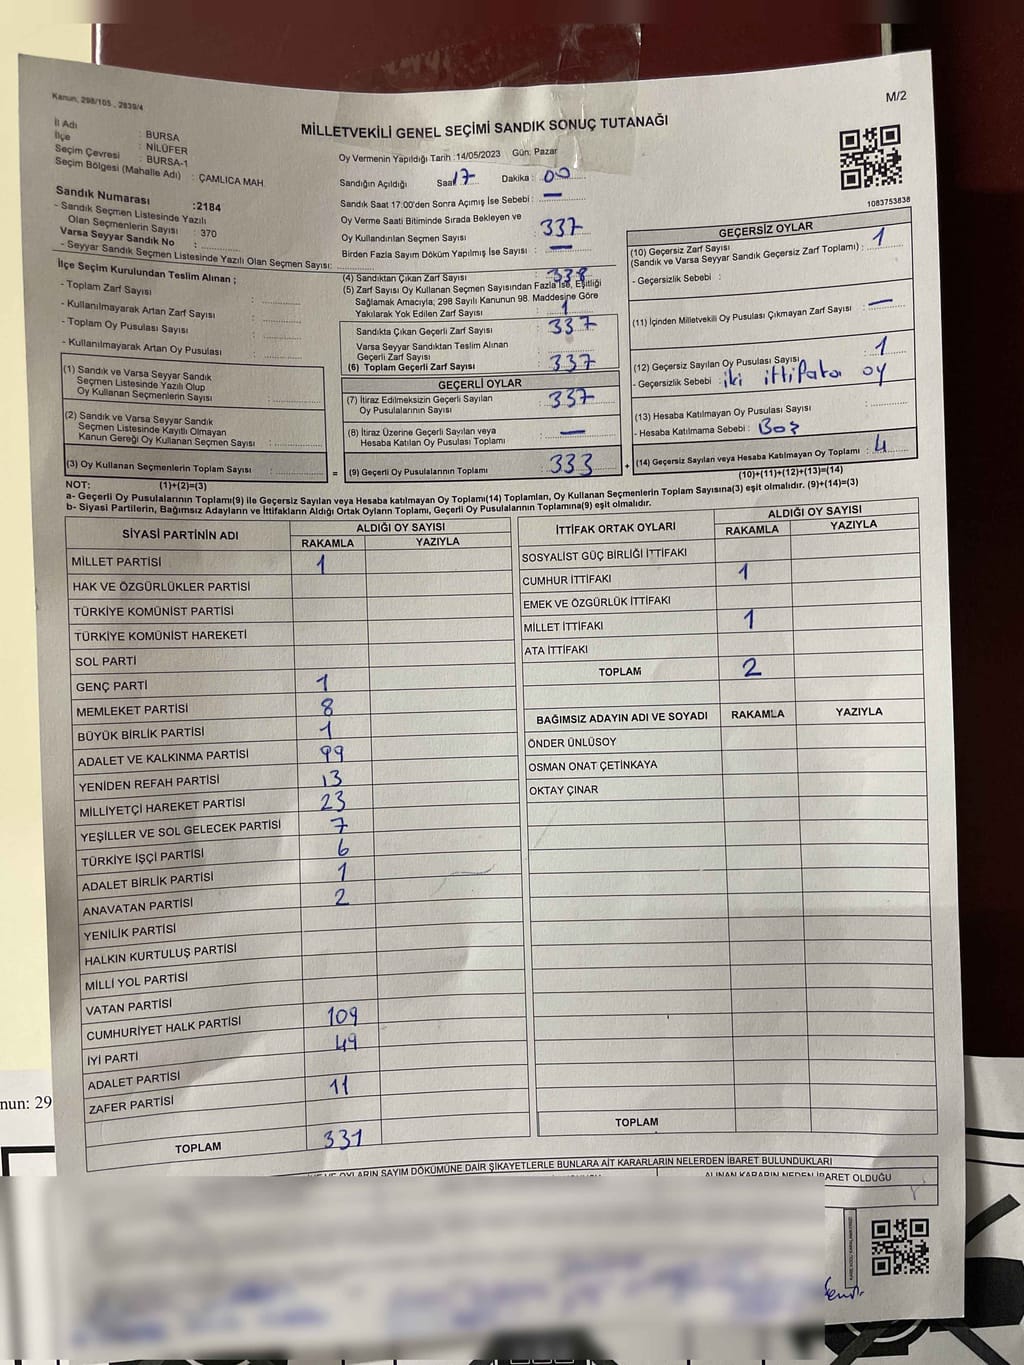 Kanun, 298/105 , 2839/4
M/2
MİLLETVEKİLİ GENEL SEÇİMİ SANDIK SONUÇ TUTANAĞI
İl Adı : BURSA
İlçe : NİLÜFER
Seçim Çevresi : BURSA-1
Seçim Bölgesi (Mahalle Adı) : ÇAMLICA MAH.
Sandık Numarası :2184
- Sandık Seçmen Listesinde Yazılı
Olan Seçmenlerin Sayısı : 370
Varsa Seyyar Sandık No :
- Seyyar Sandık Seçmen Listesinde Yazılı Olan Seçmen Sayısı:
İlçe Seçim Kurulundan Teslim Alınan ;
- Toplam Zarf Sayısı :
- Kullanılmayarak Artan Zarf Sayısı :
- Toplam Oy Pusulası Sayısı :
- Kullanılmayarak Artan Oy Pusulası :
(1) Sandık ve Varsa Seyyar Sandık
Seçmen Listesinde Yazılı Olup
Oy Kullanan Seçmenlerin Sayısı :
(2) Sandık ve Varsa Seyyar Sandık
Seçmen Listesinde Kayıtlı Olmayan
Kanun Gereği Oy Kullanan Seçmen Sayısı :
(3) Oy Kullanan Seçmenlerin Toplam Sayısı :
Oy Vermenin Yapıldığı Tarih :14/05/2023 Gün: Pazar
Sandığın Açıldığı Saat 17 Dakika : 00
Sandık Saat 17:00'den Sonra Açılmış İse Sebebi : —
Oy Verme Saati Bitiminde Sırada Bekleyen ve
Oy Kullandırılan Seçmen Sayısı : 337
Birden Fazla Sayım Döküm Yapılmış İse Sayısı : —
(4) Sandıktan Çıkan Zarf Sayısı : 338
(5) Zarf Sayısı Oy Kullanan Seçmen Sayısından Fazla İse, Eşitliği
Sağlamak Amacıyla; 298 Sayılı Kanunun 98. Maddesine Göre
Yakılarak Yok Edilen Zarf Sayısı : 1
Sandıkta Çıkan Geçerli Zarf Sayısı : 337
Varsa Seyyar Sandıktan Teslim Alınan
Geçerli Zarf Sayısı :
(6) Toplam Geçerli Zarf Sayısı : 337
GEÇERLİ OYLAR
(7) İtiraz Edilmeksizin Geçerli Sayılan
Oy Pusulalarının Sayısı : 337
(8) İtiraz Üzerine Geçerli Sayılan veya
Hesaba Katılan Oy Pusulası Toplamı : —
= (9) Geçerli Oy Pusulalarının Toplamı : 333
1083753838
GEÇERSİZ OYLAR
(10) Geçersiz Zarf Sayısı
(Sandık ve Varsa Seyyar Sandık Geçersiz Zarf Toplamı) : 1
- Geçersizlik Sebebi :
(11) İçinden Milletvekili Oy Pusulası Çıkmayan Zarf Sayısı : —
(12) Geçersiz Sayılan Oy Pusulası Sayısı : 1
- Geçersizlik Sebebi : iki ittifaka oy
(13) Hesaba Katılmayan Oy Pusulası Sayısı :
- Hesaba Katılmama Sebebi : Boş
+ (14) Geçersiz Sayılan veya Hesaba Katılmayan Oy Toplamı : 4
NOT: (1)+(2)=(3)
(10)+(11)+(12)+(13)=(14)
a- Geçerli Oy Pusulalarının Toplamı(9) ile Geçersiz Sayılan veya Hesaba katılmayan Oy Toplamı(14) Toplamları, Oy Kullanan Seçmenlerin Toplam Sayısına(3) eşit olmalıdır. (9)+(14)=(3)
b- Siyasi Partilerin, Bağımsız Adayların ve İttifakların Aldığı Ortak Oyların Toplamı, Geçerli Oy Pusulalarının Toplamına(9) eşit olmalıdır.
SİYASİ PARTİNİN ADI ALDIĞI OY SAYISI
RAKAMLA YAZIYLA
MİLLET PARTİSİ 1
HAK VE ÖZGÜRLÜKLER PARTİSİ
TÜRKİYE KOMÜNİST PARTİSİ
TÜRKİYE KOMÜNİST HAREKETİ
SOL PARTİ
GENÇ PARTİ 1
MEMLEKET PARTİSİ 8
BÜYÜK BİRLİK PARTİSİ 1
ADALET VE KALKINMA PARTİSİ 99
YENİDEN REFAH PARTİSİ 13
MİLLİYETÇİ HAREKET PARTİSİ 23
YEŞİLLER VE SOL GELECEK PARTİSİ 7
TÜRKİYE İŞÇİ PARTİSİ 6
ADALET BİRLİK PARTİSİ 1
ANAVATAN PARTİSİ 2
YENİLİK PARTİSİ
HALKIN KURTULUŞ PARTİSİ
MİLLİ YOL PARTİSİ
VATAN PARTİSİ
CUMHURİYET HALK PARTİSİ 109
İYİ PARTİ 49
ADALET PARTİSİ
ZAFER PARTİSİ 11
TOPLAM 331
İTTİFAK ORTAK OYLARI ALDIĞI OY SAYISI
RAKAMLA YAZIYLA
SOSYALİST GÜÇ BİRLİĞİ İTTİFAKI
CUMHUR İTTİFAKI 1
EMEK VE ÖZGÜRLÜK İTTİFAKI
MİLLET İTTİFAKI 1
ATA İTTİFAKI
TOPLAM 2
BAĞIMSIZ ADAYIN ADI VE SOYADI RAKAMLA YAZIYLA
ÖNDER ÜNLÜSOY
OSMAN ONAT ÇETİNKAYA
OKTAY ÇINAR
TOPLAM
nun: 29
OYLARIN SAYIM DÖKÜMÜNE DAİR ŞİKAYETLERLE BUNLARA AİT KARARLARIN NELERDEN İBARET BULUNDUKLARI
ALINAN KARARIN NEDEN İBARET OLDUĞU